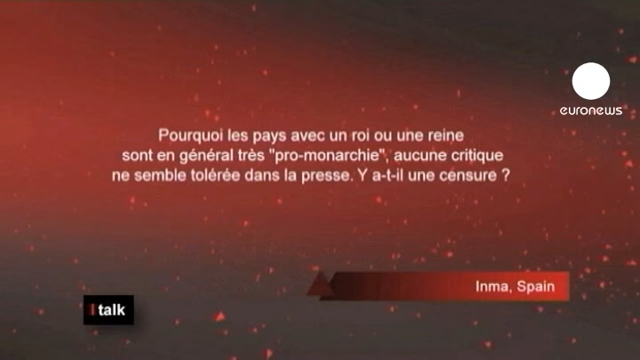 euronews
Pourquoi les pays avec un roi ou une reine
sont en général très "pro-monarchie", aucune critique
ne semble tolérée dans la presse. Y a-t-il une censure ?
Inma, Spain
I talk